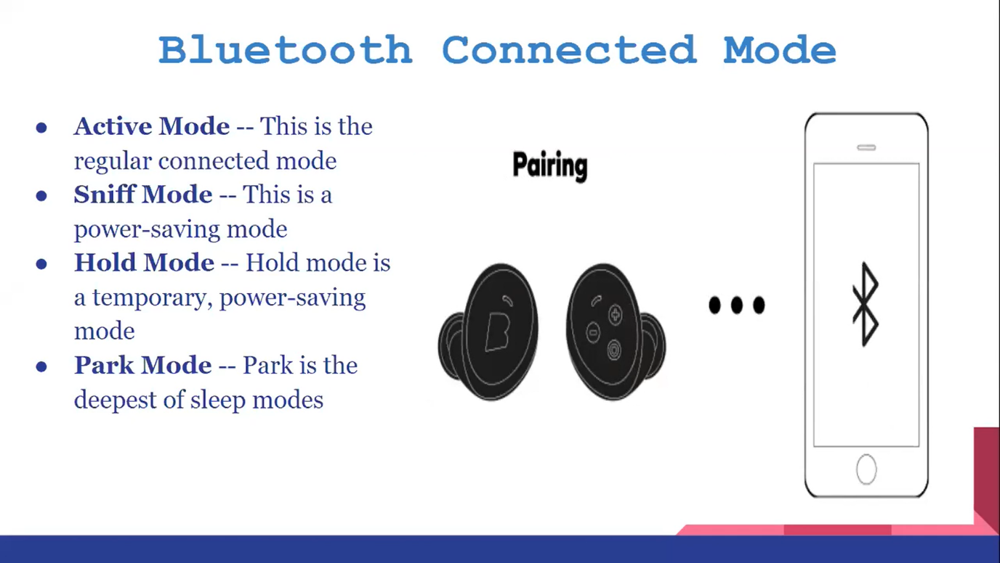 Bluetooth Connected Mode
● Active Mode -- This is the
regular connected mode
● Sniff Mode -- This is a
power-saving mode
● Hold Mode -- Hold mode is
a temporary, power-saving
mode
● Park Mode -- Park is the
deepest of sleep modes
Pairing
B